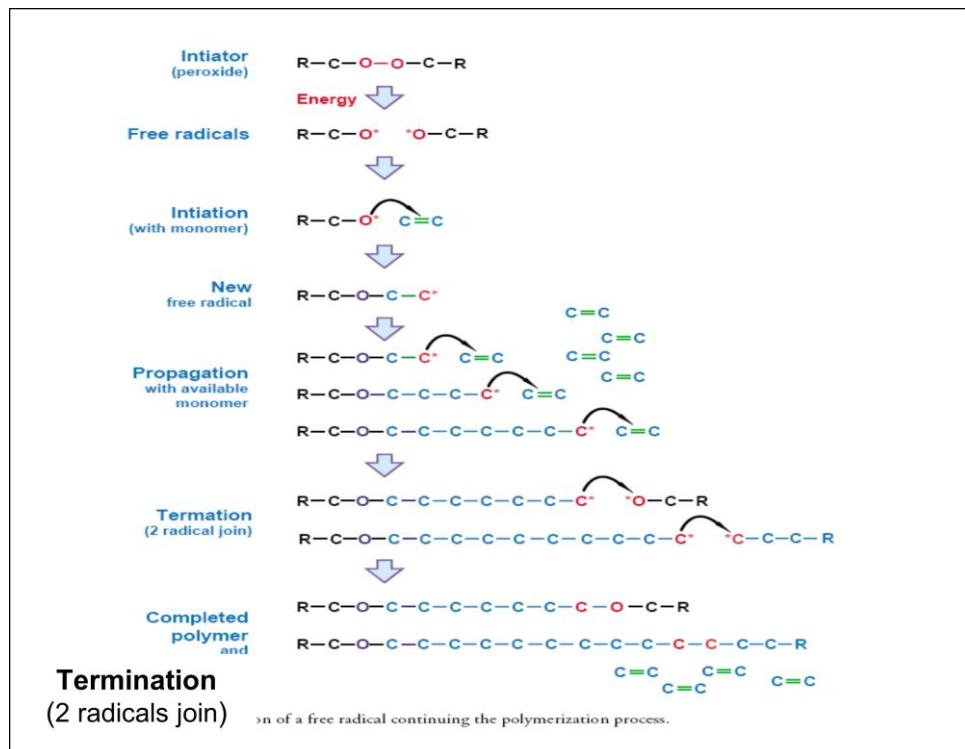 Intiator
(peroxide)
R–C–O–O–C–R
Energy
Free radicals
R–C–O* *O–C–R
Intiation
(with monomer)
R–C–O* C=C
New
free radical
R–C–O–C–C*
C=C
C=C
C=C
C=C
Propagation
with available
monomer
R–C–O–C–C* C=C
R–C–O–C–C–C–C* C=C
R–C–O–C–C–C–C–C–C–C* C=C
Termation
(2 radical join)
R–C–O–C–C–C–C–C–C–C* *O–C–R
R–C–O–C–C–C–C–C–C–C–C–C–C* *C–C–C–R
Completed
polymer
and
R–C–O–C–C–C–C–C–C–C–O–C–R
R–C–O–C–C–C–C–C–C–C–C–C–C–C–C–C–R
C=C
C=C
C=C
C=C
Termination
(2 radicals join)
on of a free radical continuing the polymerization process.